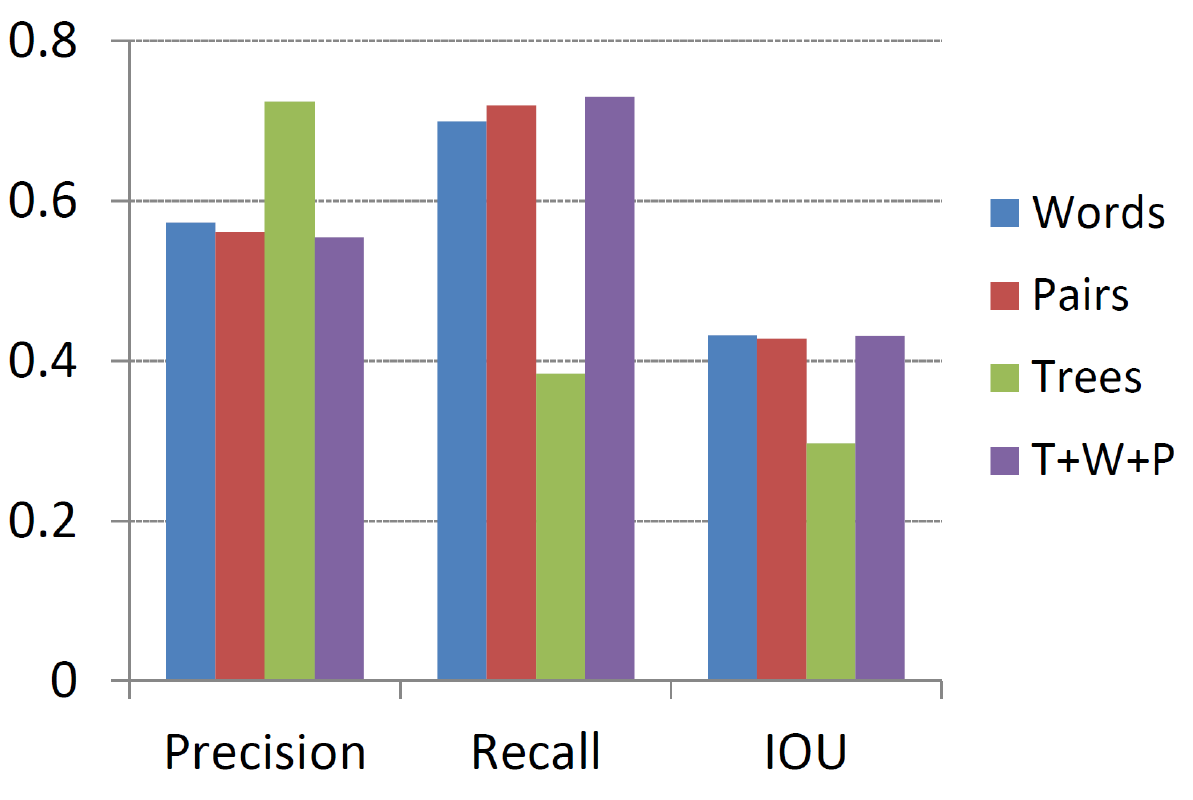 0.8
0.6
0.4
0.2
0
Precision
Recall
IOU
Words
Pairs
Trees
T+W+P